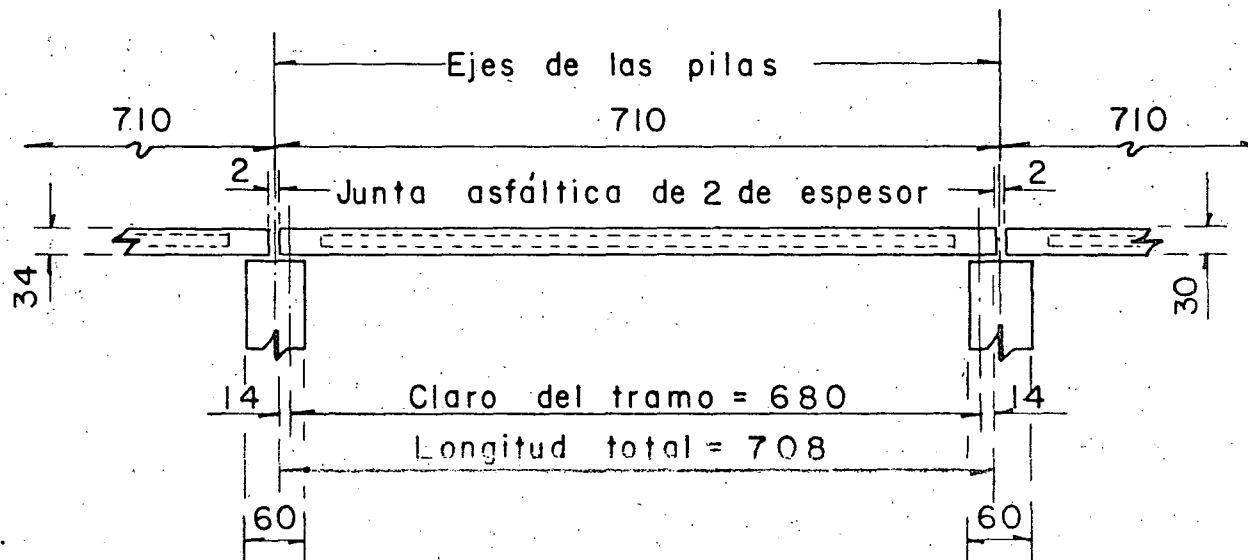 Ejes de las pilas
710 710 710
2 Junta asfáltica de 2 de espesor 2
34 30
14 Claro del tramo = 680 14
Longitud total = 708
60 60